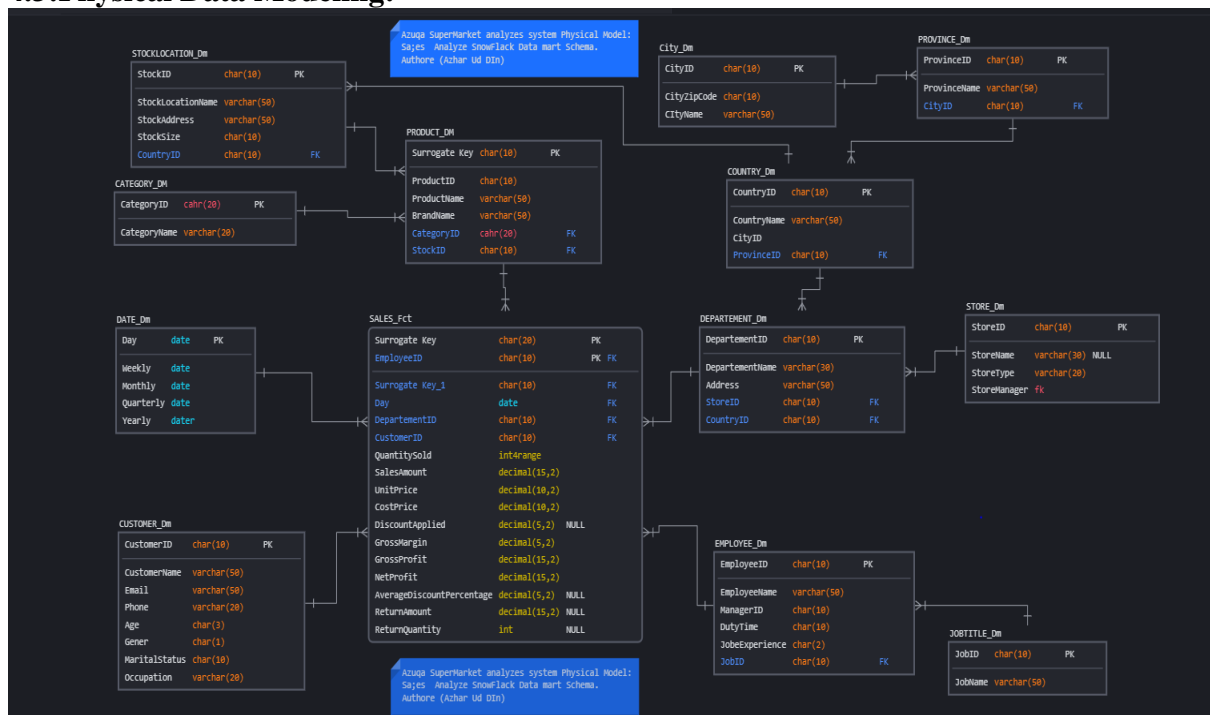 4.3.Physical Data Modeling:
Azuqa SuperMarket analyzes system Physical Model:
Sa;es Analyze SnowFlack Data mart Schema.
Authore (Azhar Ud DIn)
STOCKLOCATION_Dm
StockID char(10) PK
StockLocationName varchar(50)
StockAddress varchar(50)
StockSize char(10)
CountryID char(10) FK
City_Dm
CityID char(10) PK
CityZipCode char(10)
CItyName varchar(50)
PROVINCE_Dm
ProvinceID char(10) PK
ProvinceName varchar(50)
CityID char(10) FK
PRODUCT_DM
Surrogate Key char(10) PK
ProductID char(10)
ProductName varchar(50)
BrandName varchar(50)
CategoryID cahr(20) FK
StockID char(10) FK
CATEGORY_DM
CategoryID cahr(20) PK
CategoryName varchar(20)
COUNTRY_Dm
CountryID char(10) PK
CountryName varchar(50)
CityID
ProvinceID char(10) FK
DATE_Dm
Day date PK
Weekly date
Monthly date
Quarterly date
Yearly dater
SALES_Fct
Surrogate Key char(20) PK
EmployeeID char(10) PK FK
Surrogate Key_1 char(10) FK
Day date FK
DepartementID char(10) FK
CustomerID char(10) FK
QuantitySold int4range
SalesAmount decimal(15,2)
UnitPrice decimal(10,2)
CostPrice decimal(10,2)
DiscountApplied decimal(5,2) NULL
GrossMargin decimal(5,2)
GrossProfit decimal(15,2)
NetProfit decimal(15,2)
AverageDiscountPercentage decimal(5,2) NULL
ReturnAmount decimal(15,2) NULL
ReturnQuantity int NULL
DEPARTEMENT_Dm
DepartementID char(10) PK
DepartementName varchar(30)
Address varchar(50)
StoreID char(10) FK
CountryID char(10) FK
STORE_Dm
StoreID char(10) PK
StoreName varchar(30) NULL
StoreType varchar(20)
StoreManager fk
CUSTOMER_Dm
CustomerID char(10) PK
CustomerName varchar(50)
Email varchar(50)
Phone varchar(20)
Age char(3)
Gener char(1)
MaritalStatus char(10)
Occupation varchar(20)
EMPLOYEE_Dm
EmployeeID char(10) PK
EmployeeName varchar(50)
ManagerID char(10)
DutyTime char(10)
JobeExperience char(2)
JobID char(10) FK
JOBTITLE_Dm
JobID char(10) PK
JobName varchar(50)
Azuqa SuperMarket analyzes system Physical Model:
Sa;es Analyze SnowFlack Data mart Schema.
Authore (Azhar Ud DIn)